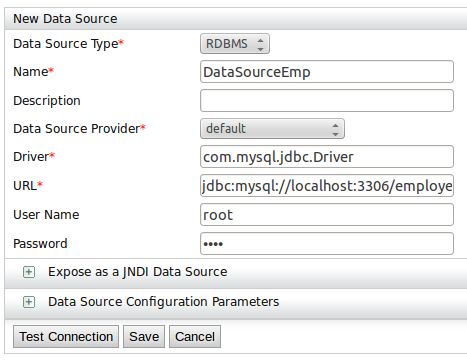 New Data Source
Data Source Type* RDBMS
Name* DataSourceEmp
Description
Data Source Provider* default
Driver* com.mysql.jdbc.Driver
URL* jdbc:mysql://localhost:3306/employe
User Name root
Password ••••
Expose as a JNDI Data Source
Data Source Configuration Parameters
Test Connection Save Cancel